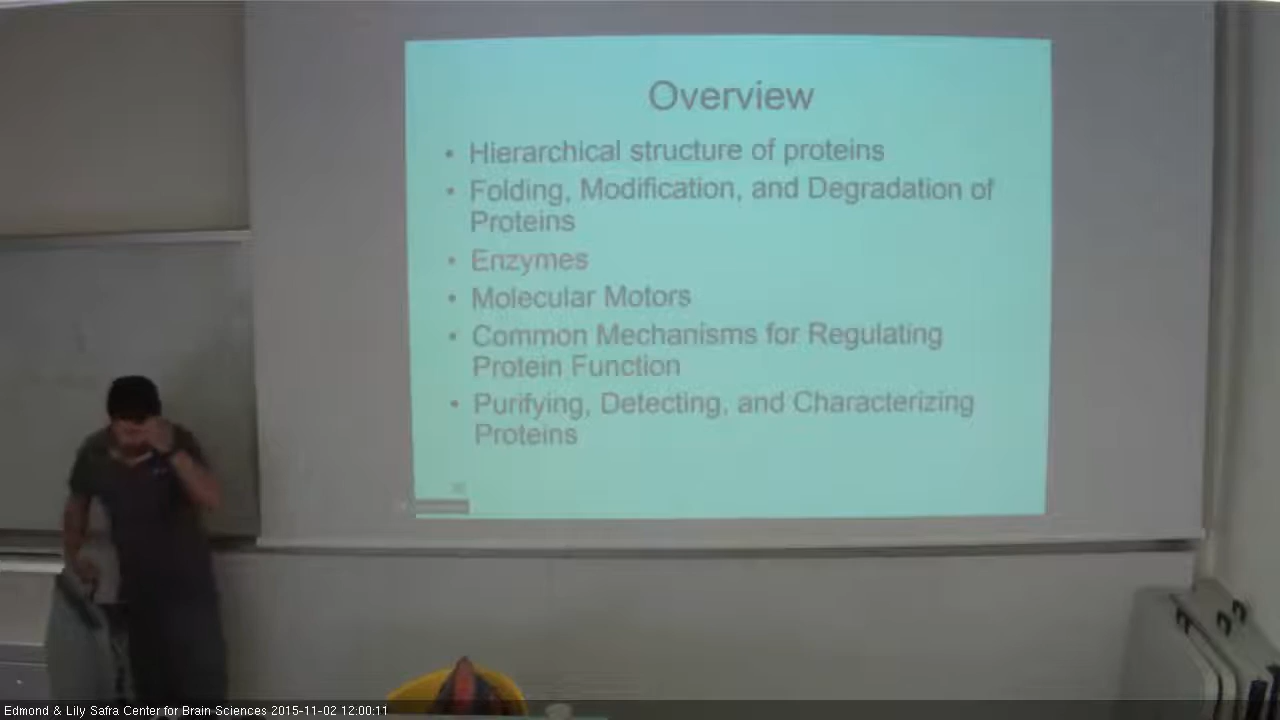 Overview
• Hierarchical structure of proteins
• Folding, Modification, and Degradation of
Proteins
• Enzymes
• Molecular Motors
• Common Mechanisms for Regulating
Protein Function
• Purifying, Detecting, and Characterizing
Proteins
Edmond & Lily Safra Center for Brain Sciences 2015-11-02 12:00:11